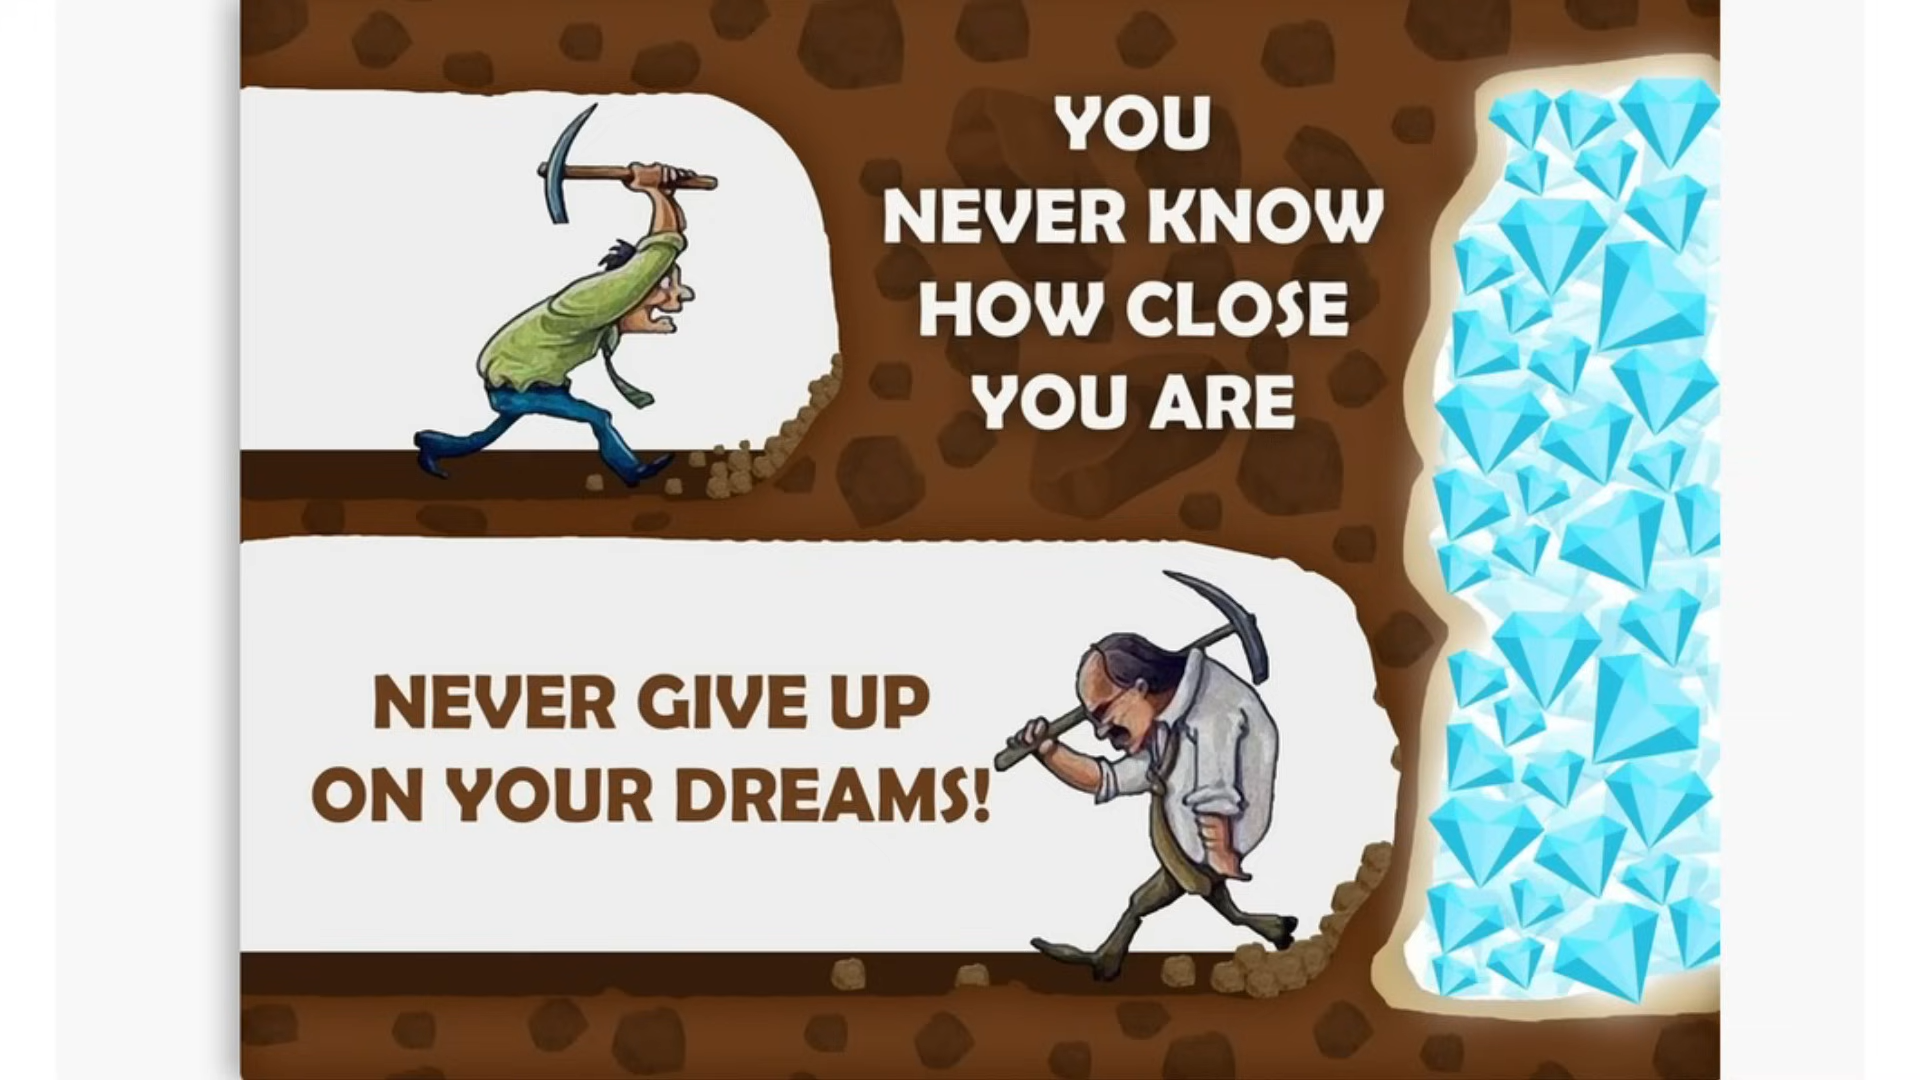 YOU
NEVER KNOW
HOW CLOSE
YOU ARE
NEVER GIVE UP
ON YOUR DREAMS!